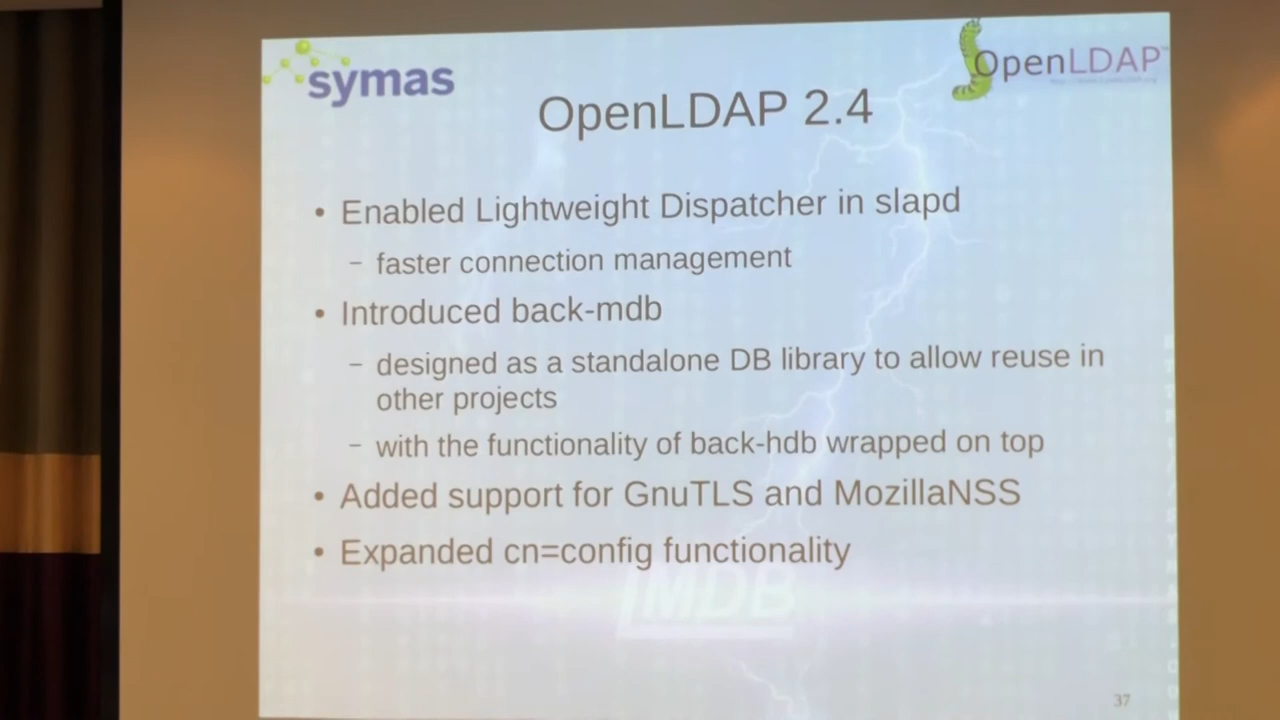 symas
OpenLDAP™
OpenLDAP 2.4
• Enabled Lightweight Dispatcher in slapd
– faster connection management
• Introduced back-mdb
– designed as a standalone DB library to allow reuse in
other projects
– with the functionality of back-hdb wrapped on top
• Added support for GnuTLS and MozillaNSS
• Expanded cn=config functionality
MDB
37